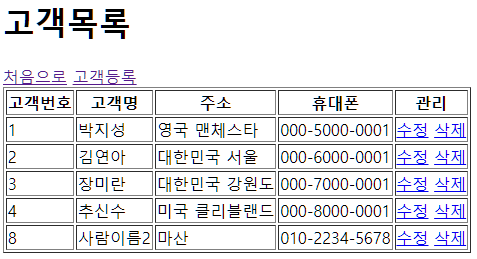 고객목록
처음으로 고객등록
고객번호 고객명 주소 휴대폰 관리
1 박지성 영국 맨체스타 000-5000-0001 수정 삭제
2 김연아 대한민국 서울 000-6000-0001 수정 삭제
3 장미란 대한민국 강원도 000-7000-0001 수정 삭제
4 추신수 미국 클리블랜드 000-8000-0001 수정 삭제
8 사람이름2 마산 010-2234-5678 수정 삭제